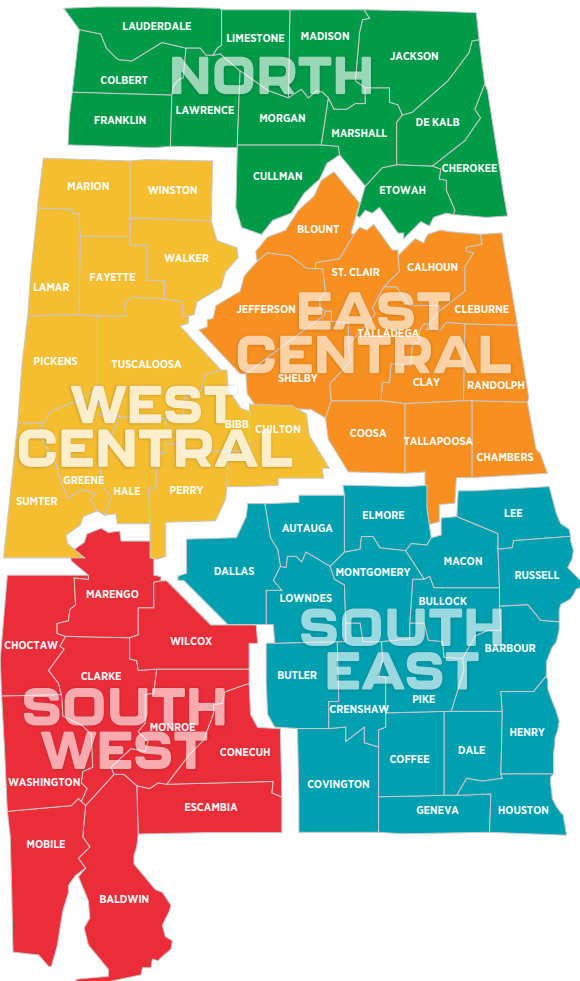 LAUDERDALE
LIMESTONE
MADISON
JACKSON
COLBERT
NORTH
FRANKLIN
LAWRENCE
MORGAN
MARSHALL
DE KALB
CULLMAN
ETOWAH
CHEROKEE
MARION
WINSTON
WALKER
LAMAR
FAYETTE
PICKENS
TUSCALOOSA
WEST
CENTRAL
BIBB
CHILTON
GREENE
HALE
PERRY
SUMTER
BLOUNT
ST. CLAIR
CALHOUN
JEFFERSON
CLEBURNE
EAST
CENTRAL
TALLADEGA
SHELBY
CLAY
RANDOLPH
COOSA
TALLAPOOSA
CHAMBERS
AUTAUGA
ELMORE
LEE
DALLAS
MONTGOMERY
MACON
RUSSELL
LOWNDES
BULLOCK
SOUTH
EAST
BARBOUR
BUTLER
CRENSHAW
PIKE
HENRY
COFFEE
DALE
COVINGTON
GENEVA
HOUSTON
MARENGO
CHOCTAW
WILCOX
CLARKE
SOUTH
WEST
MONROE
CONECUH
WASHINGTON
ESCAMBIA
MOBILE
BALDWIN